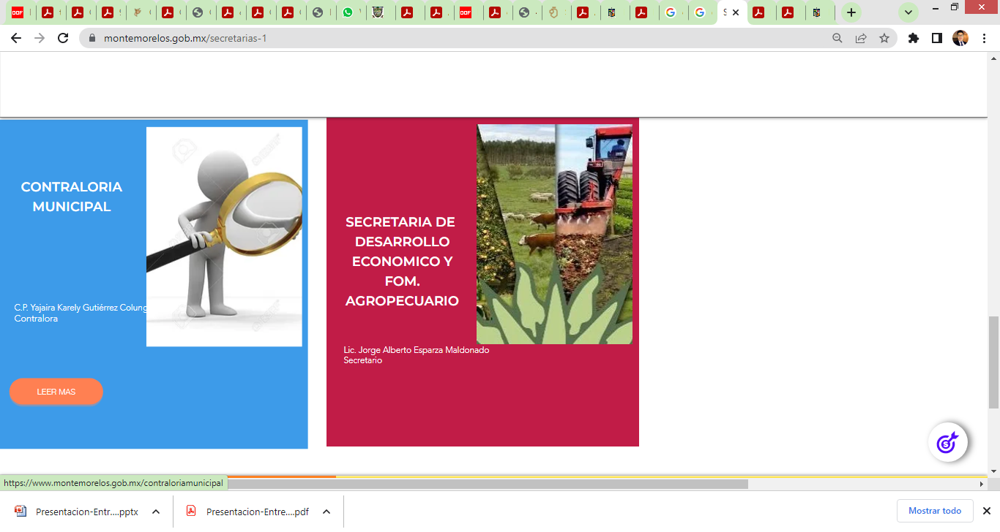 montemorelos.gob.mx/secretarias-1
CONTRALORIA
MUNICIPAL
C.P. Yajaira Karely Gutiérrez Colung
Contralora
LEER MAS
SECRETARIA DE
DESARROLLO
ECONOMICO Y
FOM.
AGROPECUARIO
Lic. Jorge Alberto Esparza Maldonado
Secretario
https://www.montemorelos.gob.mx/contraloriamunicipal
Presentacion-Entr....pptx
Presentacion-Entre....pdf
Mostrar todo